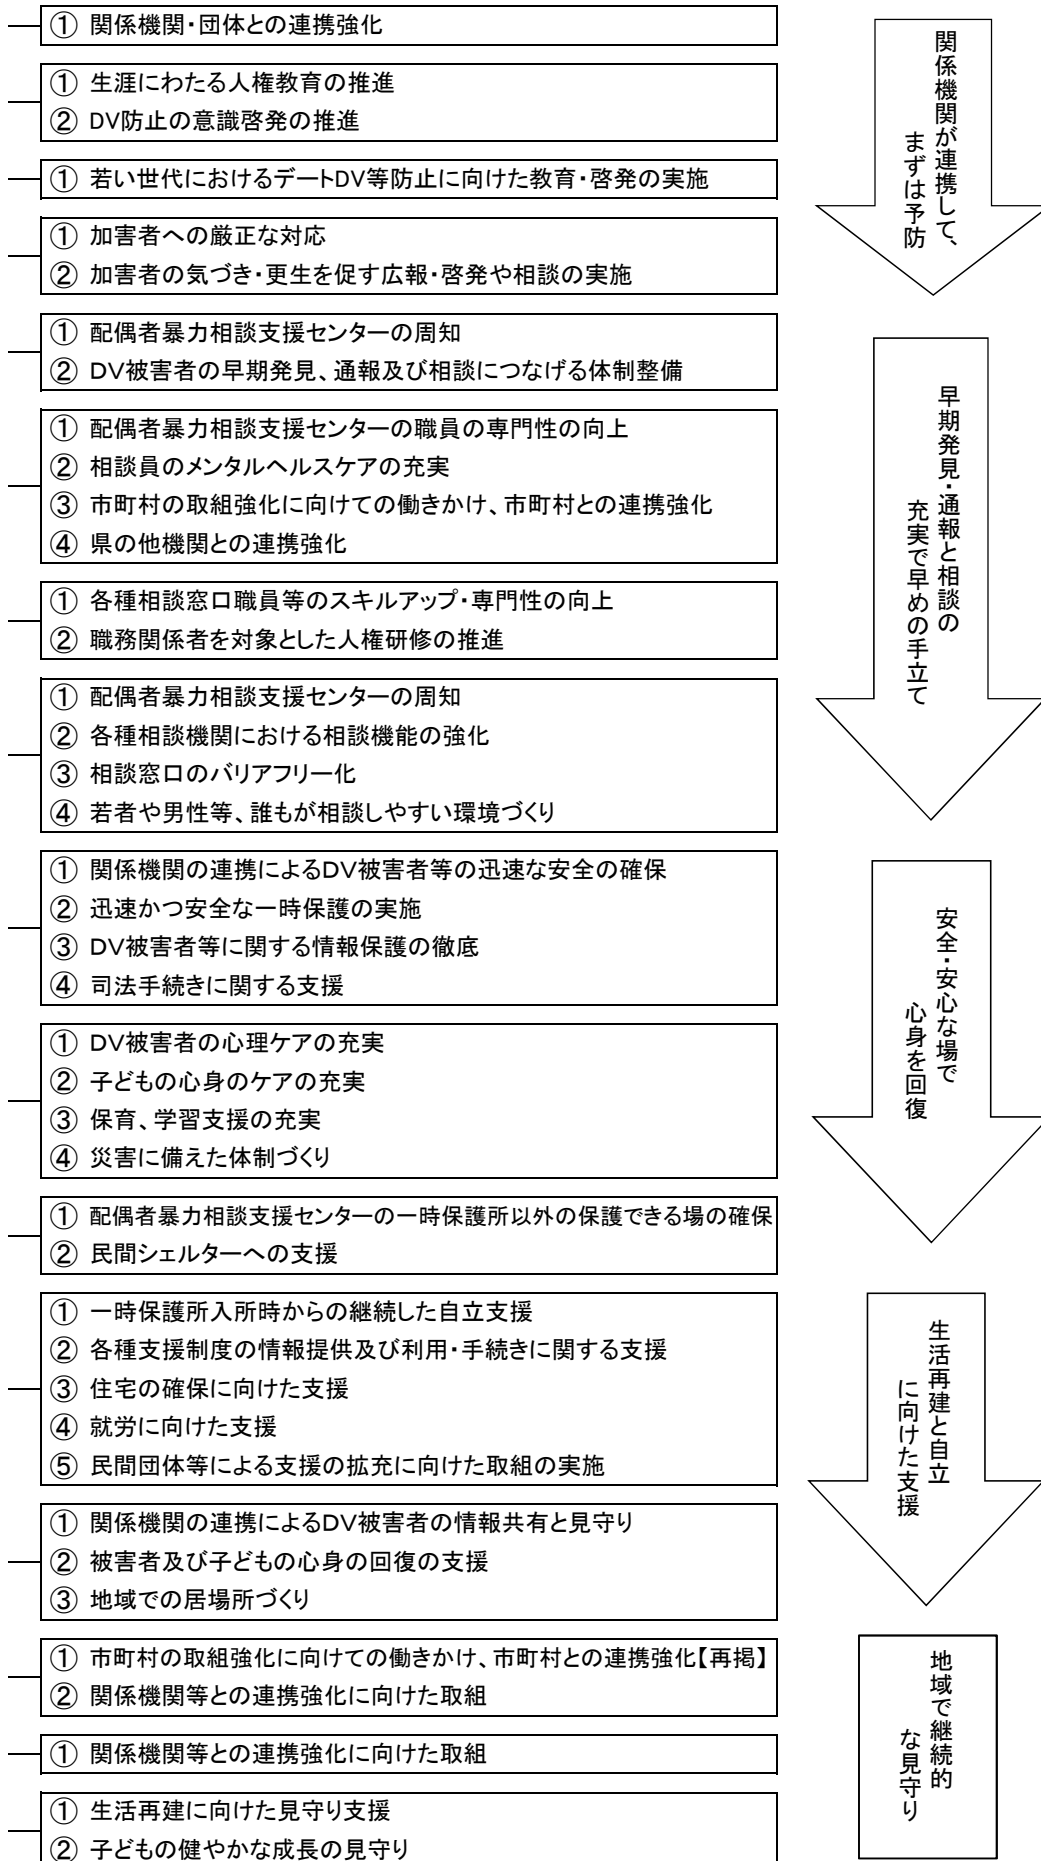 ① 関係機関・団体との連携強化
① 生涯にわたる人権教育の推進
② DV防止の意識啓発の推進
① 若い世代におけるデートDV等防止に向けた教育・啓発の実施
① 加害者への厳正な対応
② 加害者の気づき・更生を促す広報・啓発や相談の実施
関係機関が連携して、
まずは予防
① 配偶者暴力相談支援センターの周知
② DV被害者の早期発見、通報及び相談につなげる体制整備
① 配偶者暴力相談支援センターの職員の専門性の向上
② 相談員のメンタルヘルスケアの充実
③ 市町村の取組強化に向けての働きかけ、市町村との連携強化
④ 県の他機関との連携強化
① 各種相談窓口職員等のスキルアップ・専門性の向上
② 職務関係者を対象とした人権研修の推進
① 配偶者暴力相談支援センターの周知
② 各種相談機関における相談機能の強化
③ 相談窓口のバリアフリー化
④ 若者や男性等、誰もが相談しやすい環境づくり
早期発見・通報と相談の
充実で早めの手立て
① 関係機関の連携によるDV被害者等の迅速な安全の確保
② 迅速かつ安全な一時保護の実施
③ DV被害者等に関する情報保護の徹底
④ 司法手続きに関する支援
① DV被害者の心理ケアの充実
② 子どもの心身のケアの充実
③ 保育、学習支援の充実
④ 災害に備えた体制づくり
① 配偶者暴力相談支援センターの一時保護所以外の保護できる場の確保
② 民間シェルターへの支援
安全・安心な場で
心身を回復
① 一時保護所入所時からの継続した自立支援
② 各種支援制度の情報提供及び利用・手続きに関する支援
③ 住宅の確保に向けた支援
④ 就労に向けた支援
⑤ 民間団体等による支援の拡充に向けた取組の実施
① 関係機関の連携によるDV被害者の情報共有と見守り
② 被害者及び子どもの心身の回復の支援
③ 地域での居場所づくり
生活再建と自立
に向けた支援
① 市町村の取組強化に向けての働きかけ、市町村との連携強化【再掲】
② 関係機関等との連携強化に向けた取組
① 関係機関等との連携強化に向けた取組
① 生活再建に向けた見守り支援
② 子どもの健やかな成長の見守り
地域で継続的
な見守り